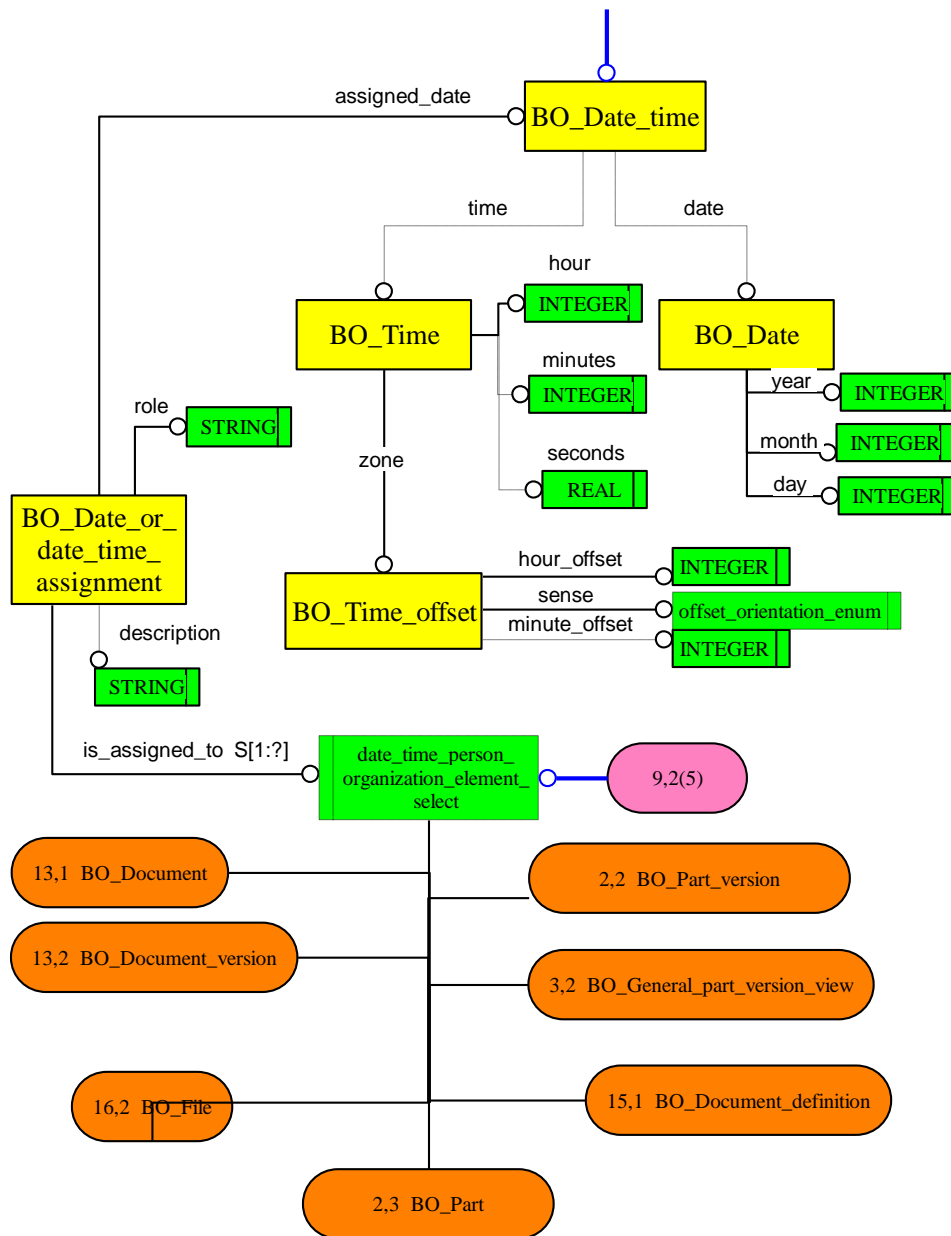 assigned_date
BO_Date_time
time
date
hour
INTEGER
BO_Time
BO_Date
minutes
INTEGER
year
INTEGER
role
STRING
month
INTEGER
zone
seconds
REAL
day
INTEGER
BO_Date_or_
date_time_
assignment
hour_offset
INTEGER
BO_Time_offset
sense
offset_orientation_enum
minute_offset
INTEGER
description
STRING
is_assigned_to S[1:?]
date_time_person_
organization_element_
select
9,2(5)
13,1 BO_Document
2,2 BO_Part_version
13,2 BO_Document_version
3,2 BO_General_part_version_view
16,2 BO_File
15,1 BO_Document_definition
2,3 BO_Part